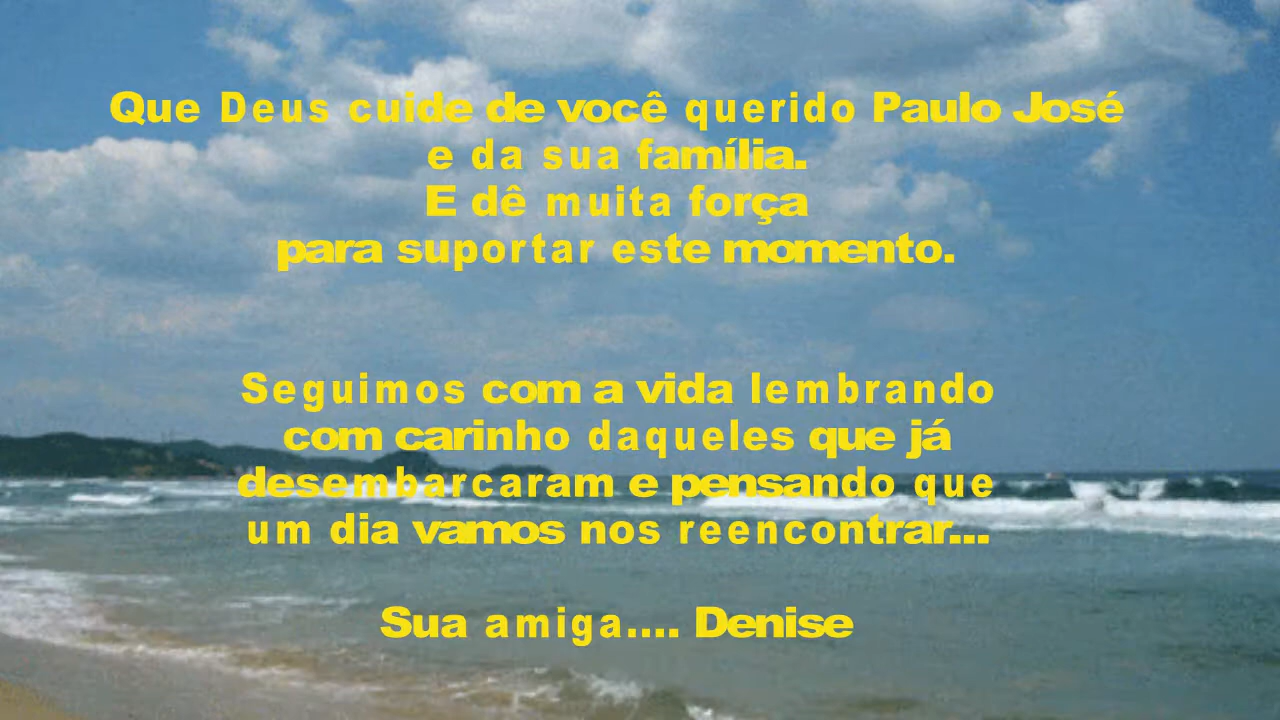 Que Deus cuide de você querido Paulo José
e da sua família.
E dê muita força
para suportar este momento.
Seguimos com a vida lembrando
com carinho daqueles que já
desembarcaram e pensando que
um dia vamos nos reencontrar...
Sua amiga.... Denise